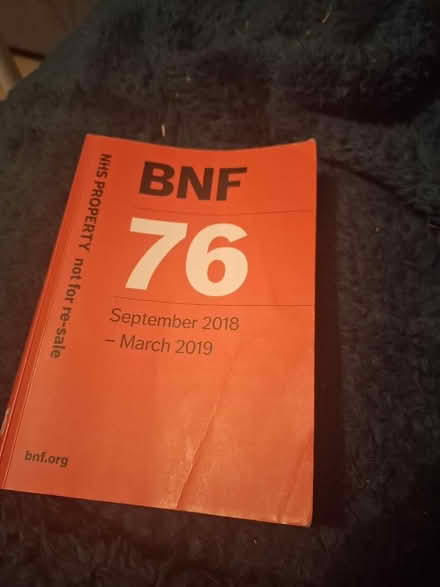 BNF
76
September 2018
– March 2019
NHS PROPERTY not for re-sale
bnf.org